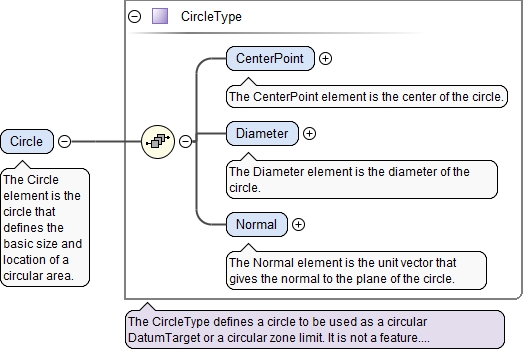 CircleType
CenterPoint
The CenterPoint element is the center of the circle.
Circle
The Circle
element is the
circle that
defines the
basic size and
location of a
circular area.
Diameter
The Diameter element is the diameter of the
circle.
Normal
The Normal element is the unit vector that
gives the normal to the plane of the circle.
The CircleType defines a circle to be used as a circular
DatumTarget or a circular zone limit. It is not a feature....